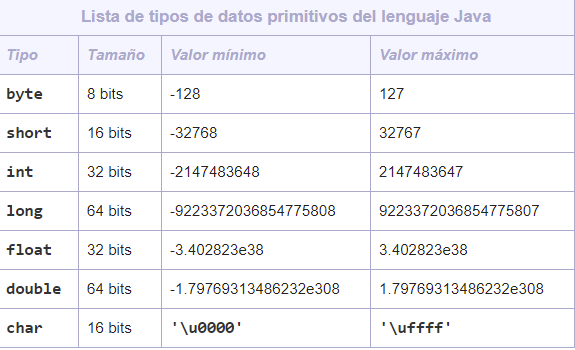 Lista de tipos de datos primitivos del lenguaje Java
Tipo Tamaño Valor mínimo Valor máximo
byte 8 bits -128 127
short 16 bits -32768 32767
int 32 bits -2147483648 2147483647
long 64 bits -9223372036854775808 9223372036854775807
float 32 bits -3.402823e38 3.402823e38
double 64 bits -1.79769313486232e308 1.79769313486232e308
char 16 bits '\u0000' '\uffff'